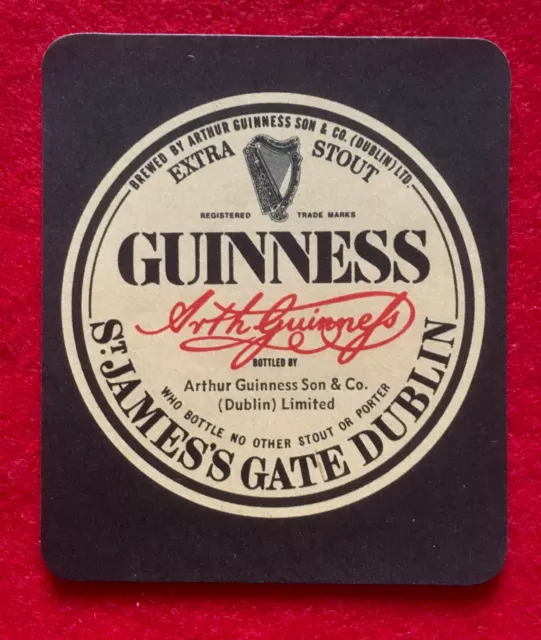 BREWED BY ARTHUR GUINNESS SON & CO. (DUBLIN) LTD.
EXTRA STOUT
REGISTERED TRADE MARKS
GUINNESS
Arth Guinness
BOTTLED BY
Arthur Guinness Son & Co.
(Dublin) Limited
WHO BOTTLE NO OTHER STOUT OR PORTER
ST. JAMES'S GATE DUBLIN